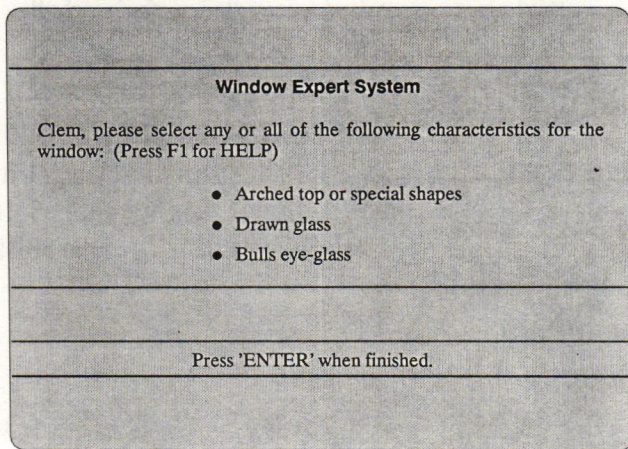 Window Expert System
Clem, please select any or all of the following characteristics for the
window: (Press F1 for HELP)
● Arched top or special shapes
● Drawn glass
● Bulls eye-glass
Press 'ENTER' when finished.